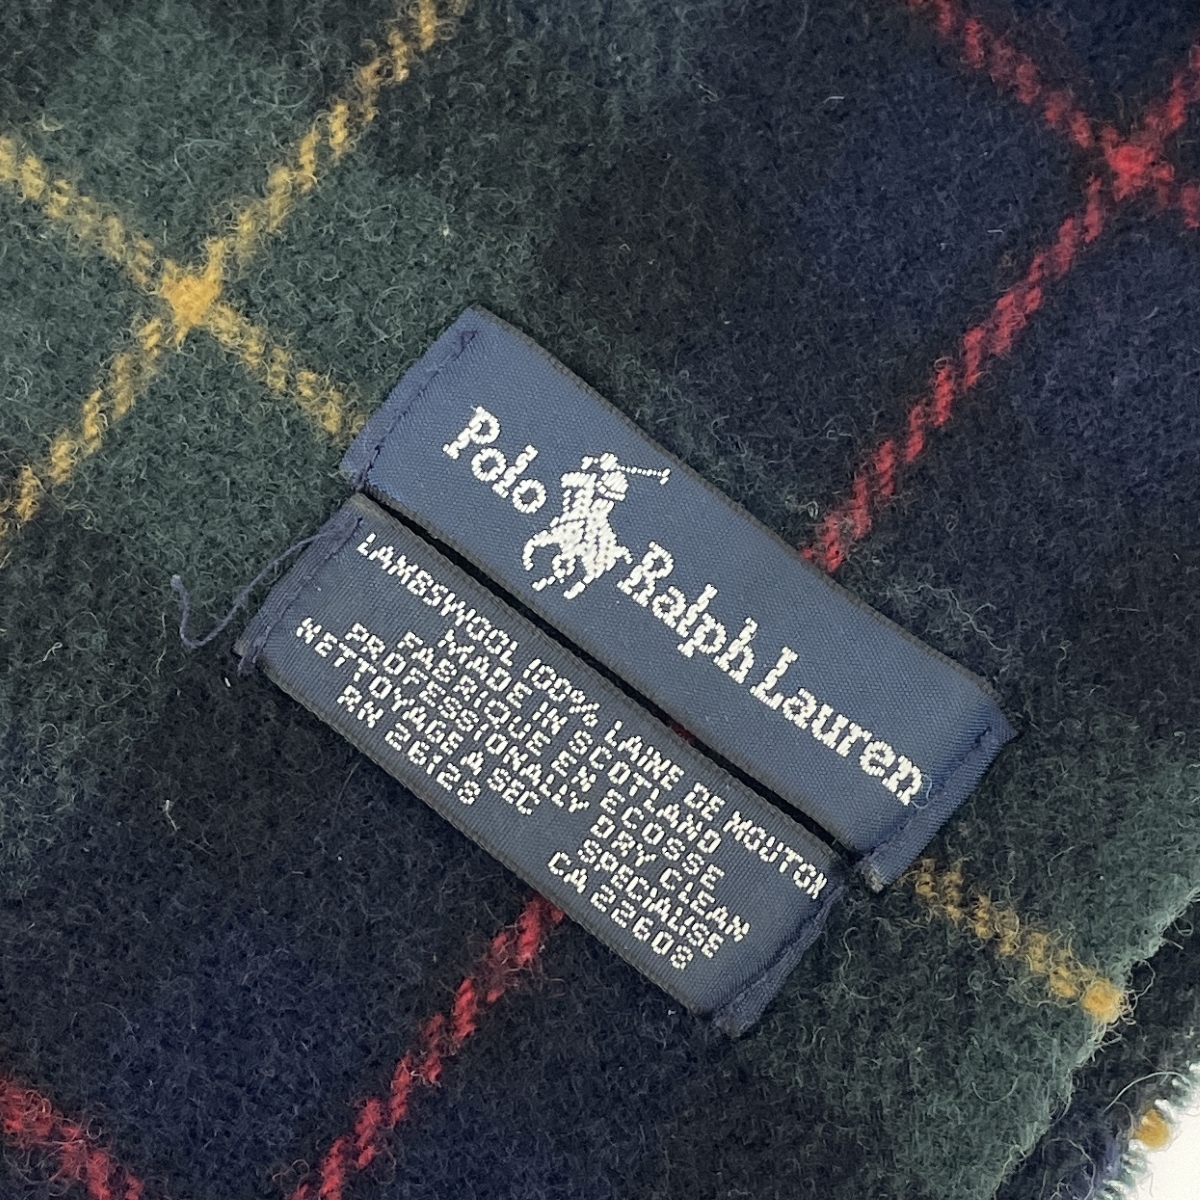 Polo Ralph Lauren
LAMBSWOOL 100% LAINE DE MOUTON
MADE IN SCOTLAND
FABRIQUE EN ECOSSE
PROFESSIONALLY DRY CLEAN
NETTOYAGE A SEC SPECIALISE
RN 26128 CA 22608